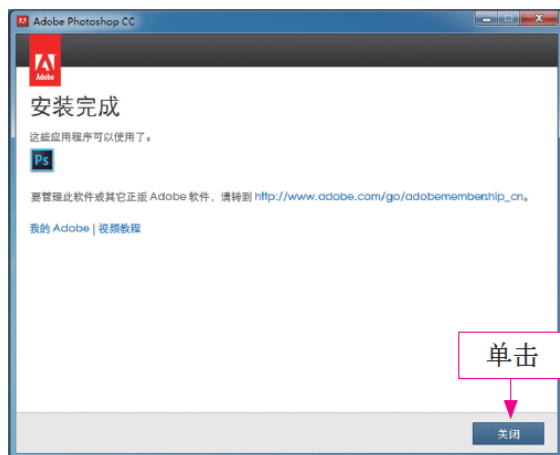 Adobe Photoshop CC
Adobe
安装完成
这些应用程序可以使用了。
Ps
要管理此软件或其它正版 Adobe 软件，请转到 http://www.adobe.com/go/adobemembership_cn。
我的 Adobe | 视频教程
单击
关闭